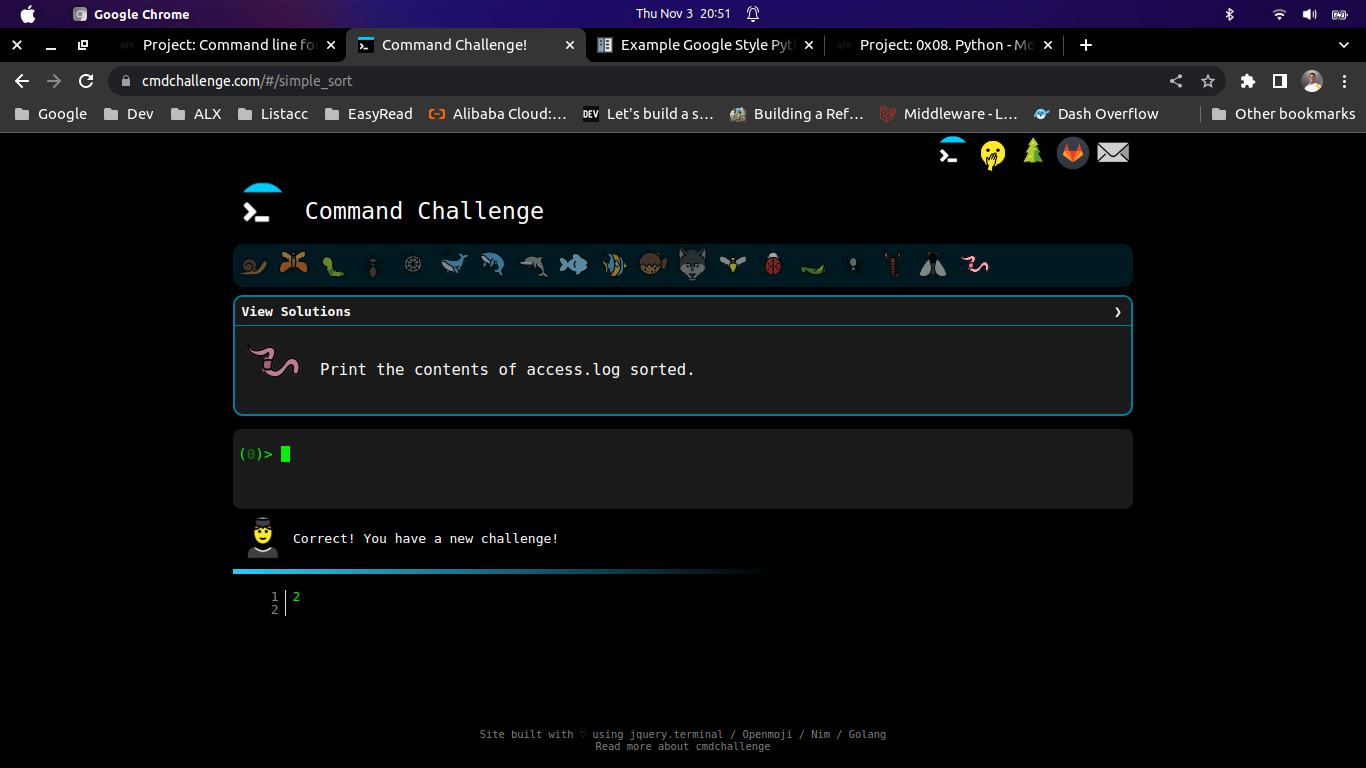 Google Chrome
Thu Nov 3 20:51
Project: Command line fo
Command Challenge!
Example Google Style Pyt
Project: 0x08. Python - Mo
cmdchallenge.com/#/simple_sort
Google
Dev
ALX
Listacc
EasyRead
Alibaba Cloud:...
DEV
Let's build a s...
Building a Ref...
Middleware - L...
Dash Overflow
Other bookmarks
Command Challenge
View Solutions
Print the contents of access.log sorted.
(0)>
Correct! You have a new challenge!
1 2
2
Site built with ♡ using jquery.terminal / Openmoji / Nim / Golang
Read more about cmdchallenge